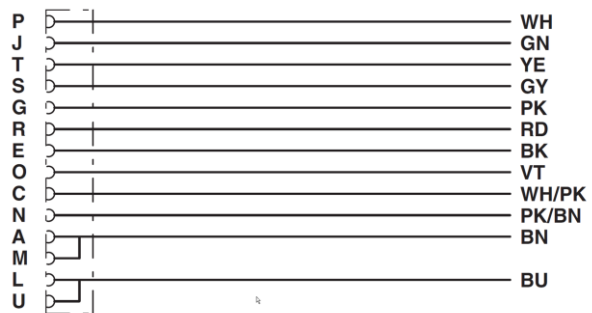 P WH
J GN
T YE
S GY
G PK
R RD
E BK
O VT
C WH/PK
N PK/BN
A BN
M
L BU
U